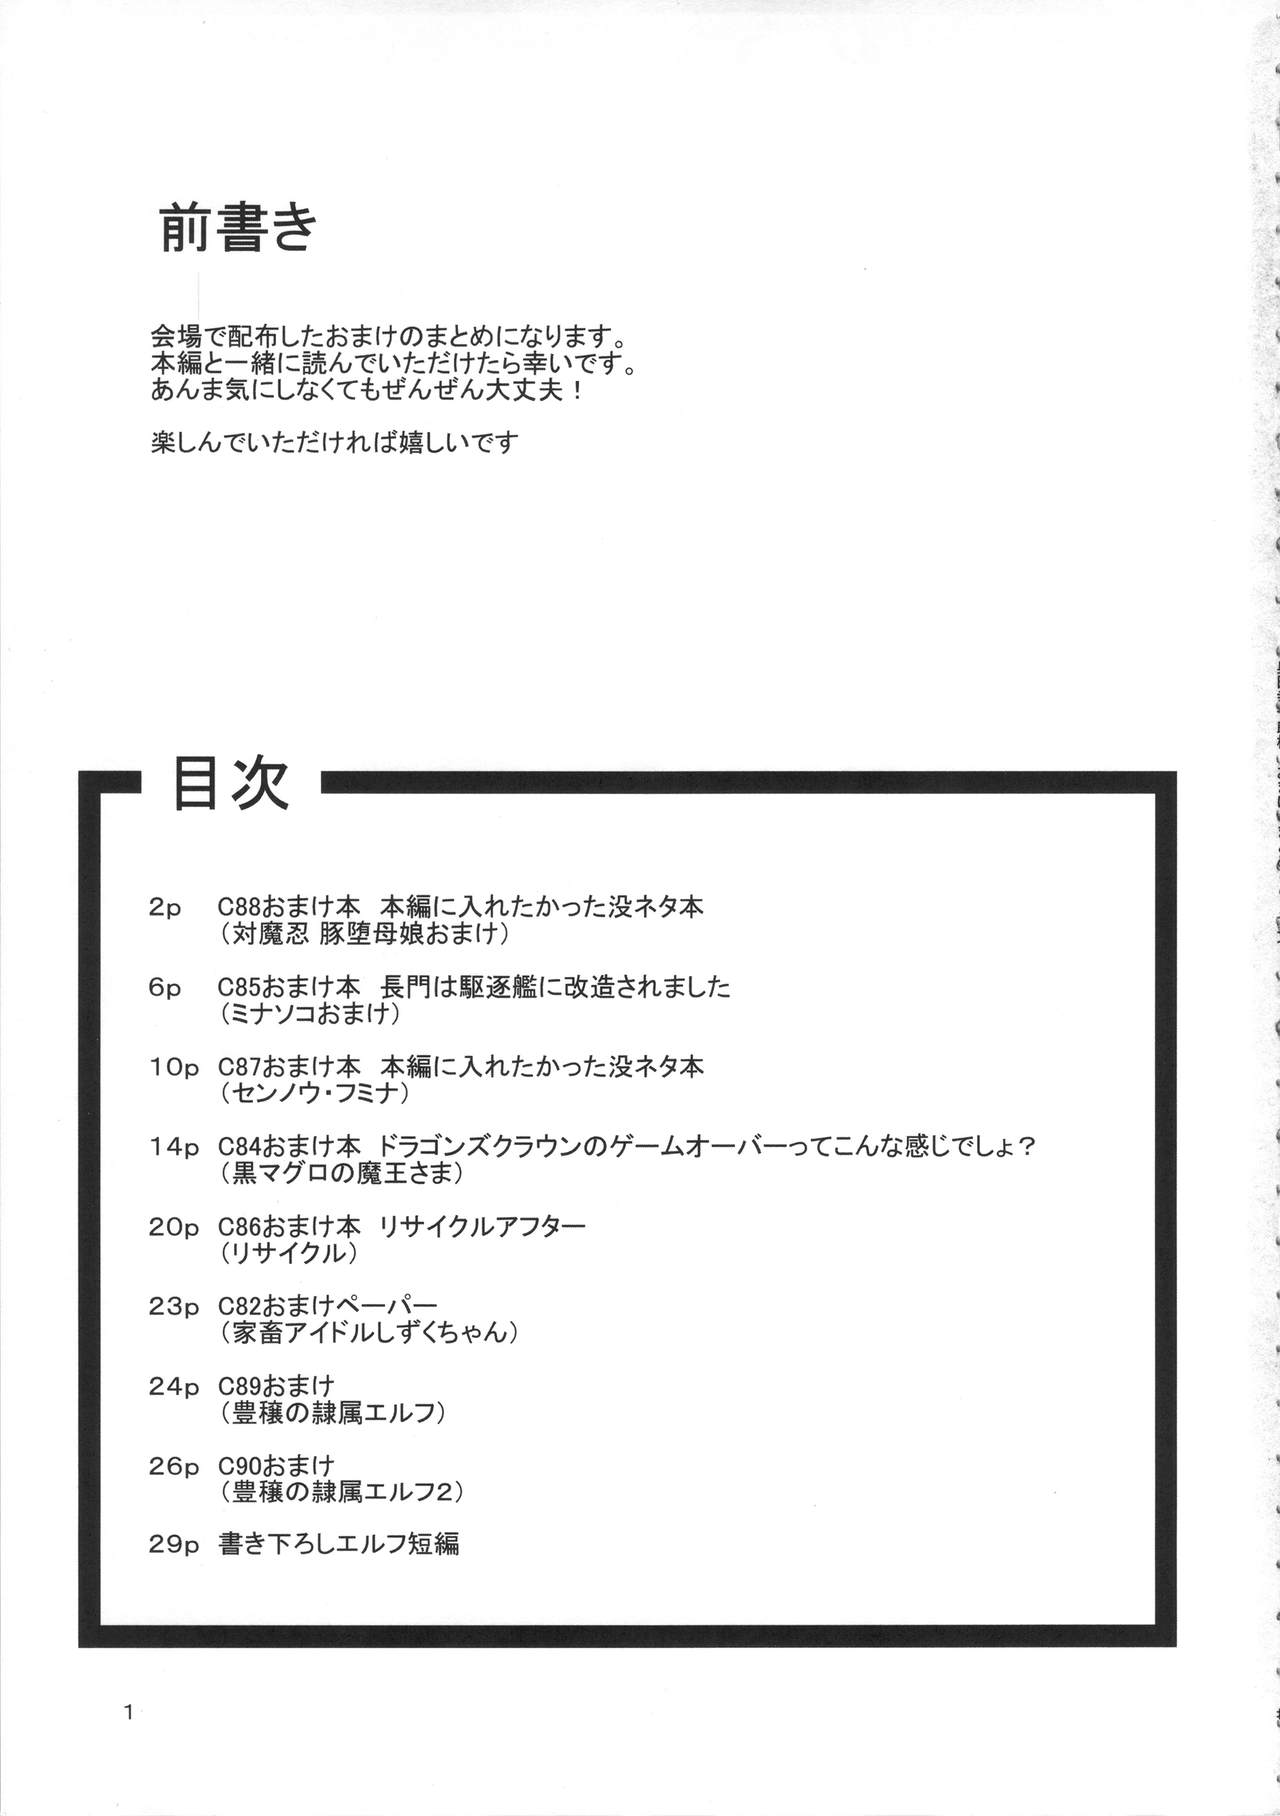 前書き
会場で配布したおまけのまとめになります。
本編と一緒に読んでいただけたら幸いです。
あんま気にしなくてもぜんぜん大丈夫！
楽しんでいただければ嬉しいです
目次
2p C88おまけ本 本編に入れたかった没ネタ本
（対魔忍 豚堕母娘おまけ）
6p C85おまけ本 長門は駆逐艦に改造されました
（ミナソコおまけ）
10p C87おまけ本 本編に入れたかった没ネタ本
（センノウ・フミナ）
14p C84おまけ本 ドラゴンズクラウンのゲームオーバーってこんな感じでしょ？
（黒マグロの魔王さま）
20p C86おまけ本 リサイクルアフター
（リサイクル）
23p C82おまけペーパー
（家畜アイドルしずくちゃん）
24p C89おまけ
（豊穣の隷属エルフ）
26p C90おまけ
（豊穣の隷属エルフ２）
29p 書き下ろしエルフ短編
1